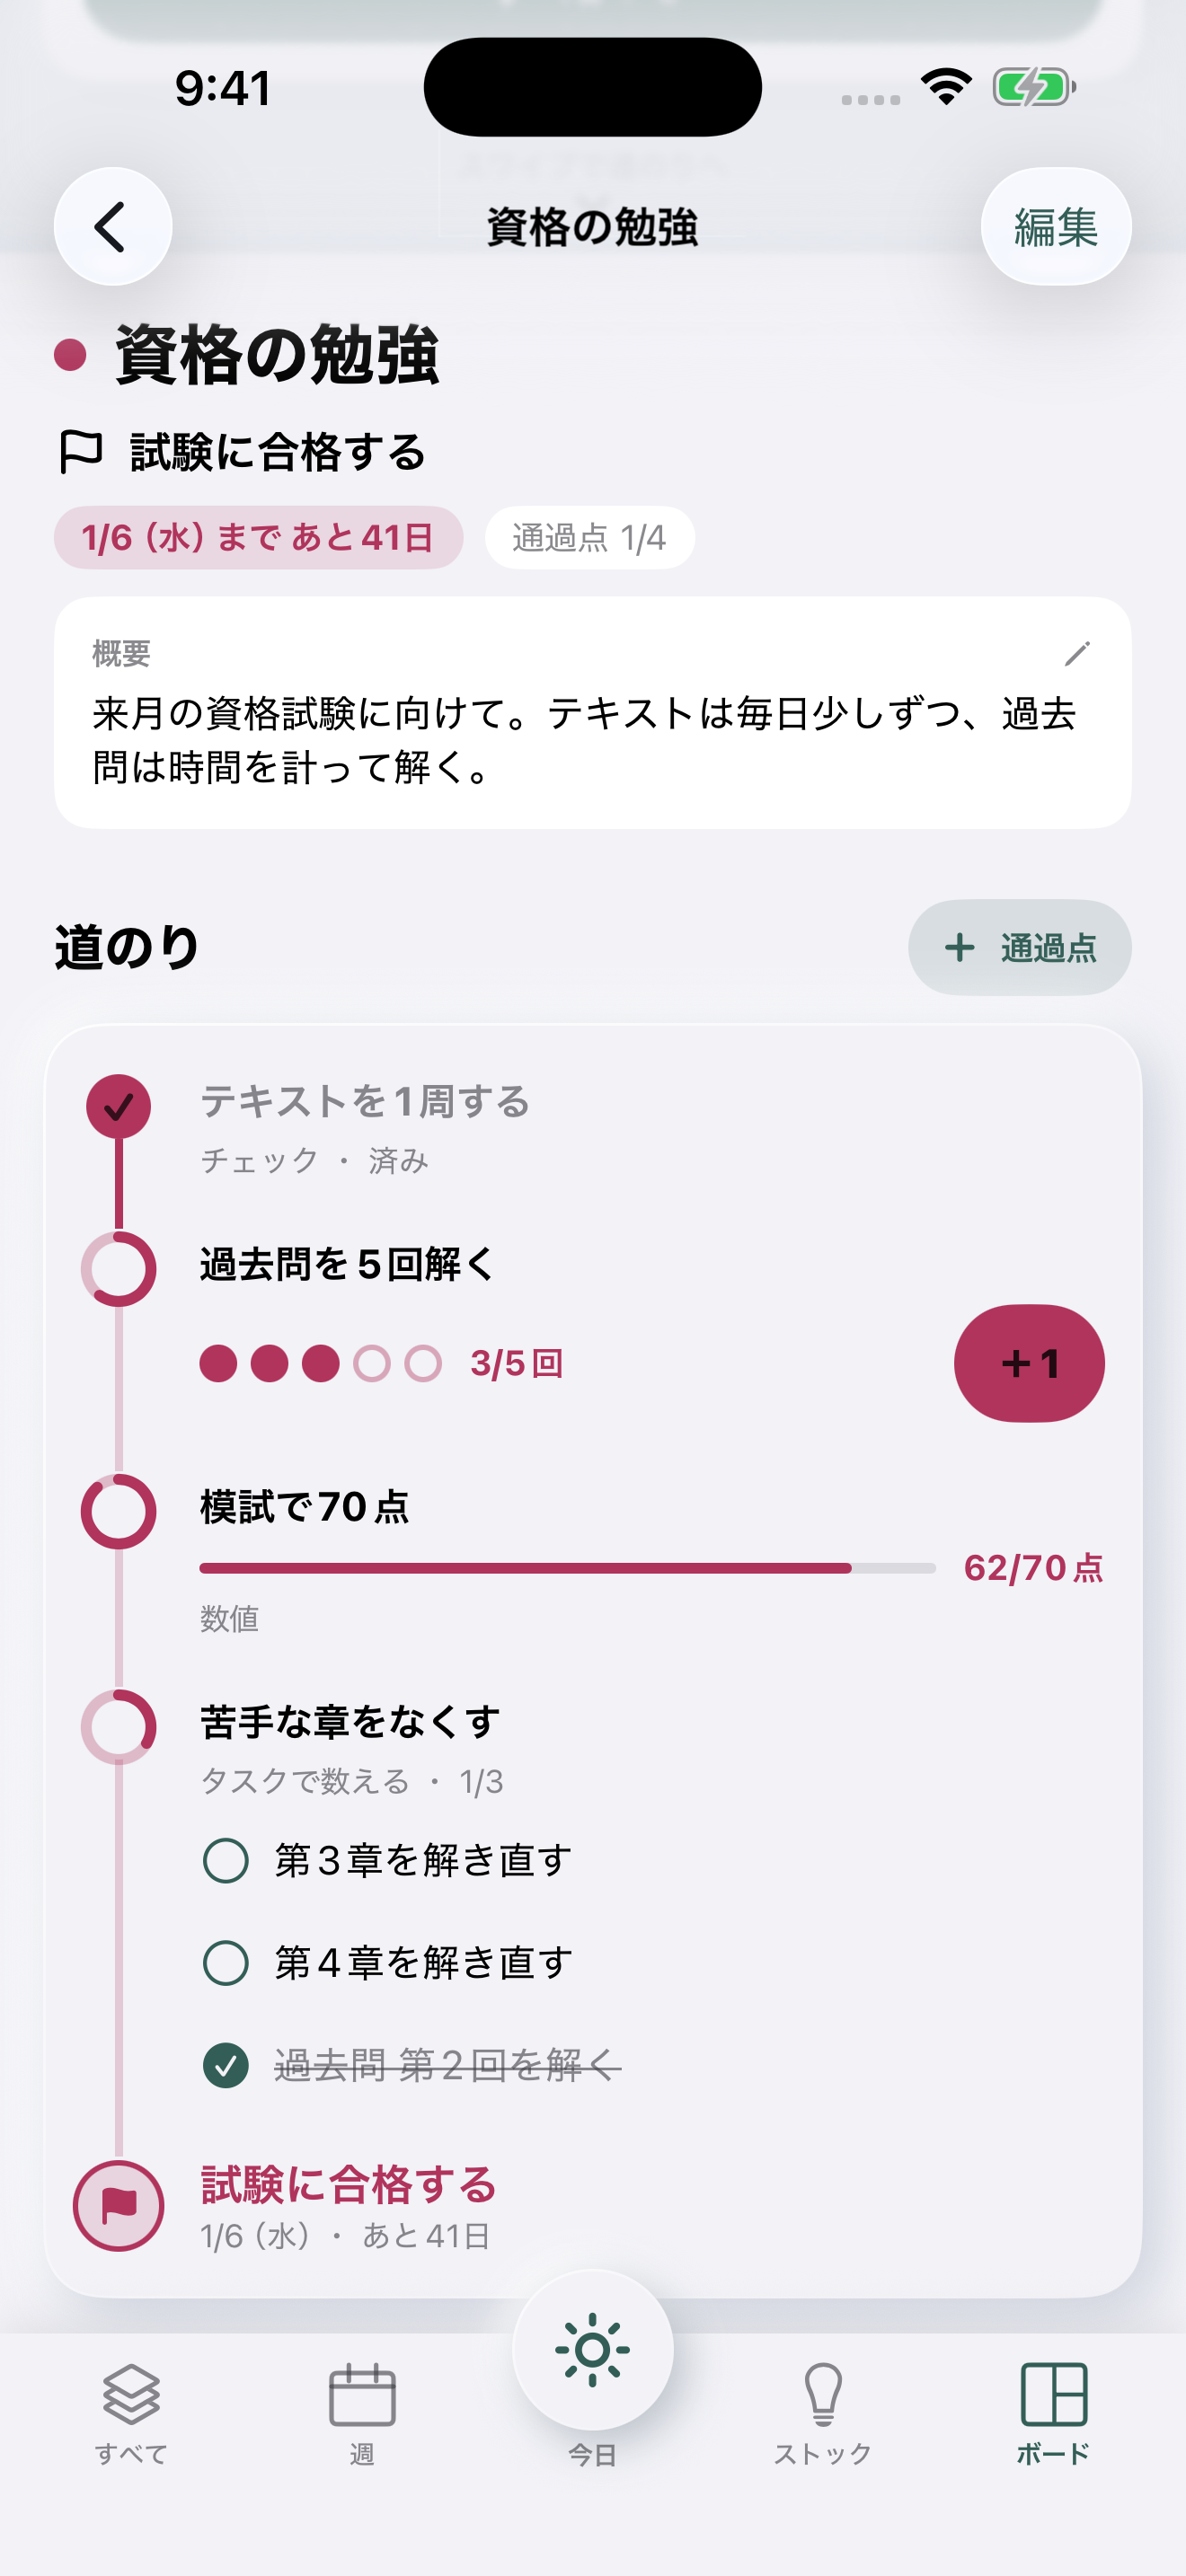 9:41
資格の勉強
編集
資格の勉強
試験に合格する
1/6（水）まで あと41日
通過点 1/4
概要
来月の資格試験に向けて。テキストは毎日少しずつ、過去
問は時間を計って解く。
道のり
+ 通過点
テキストを1周する
チェック ・ 済み
過去問を5回解く
3/5回
+1
模試で70点
62/70点
数値
苦手な章をなくす
タスクで数える ・ 1/3
第3章を解き直す
第4章を解き直す
過去問 第2回を解く
試験に合格する
1/6（水）・ あと41日
すべて
週
今日
ストック
ボード